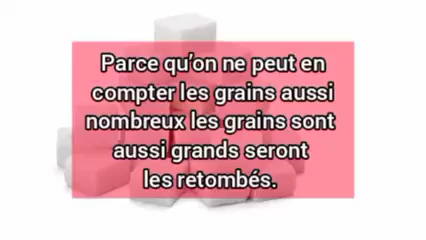 Parce qu'on ne peut en
compter les grains aussi
nombreux les grains sont
aussi grands seront
les retombés.